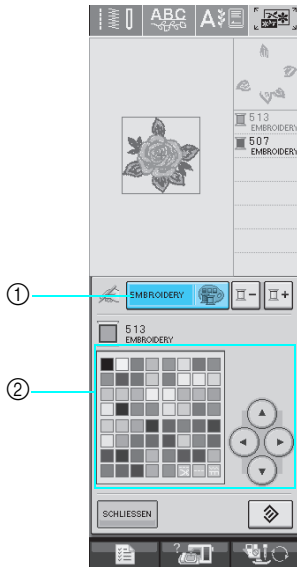 ABC
A
513
EMBROIDERY
507
EMBROIDERY
① EMBROIDERY
513
EMBROIDERY
②
SCHLIESSEN
?